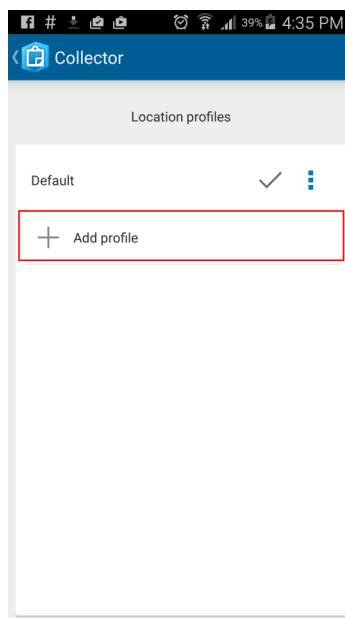 39% 4:35 PM
Collector
Location profiles
Default
Add profile